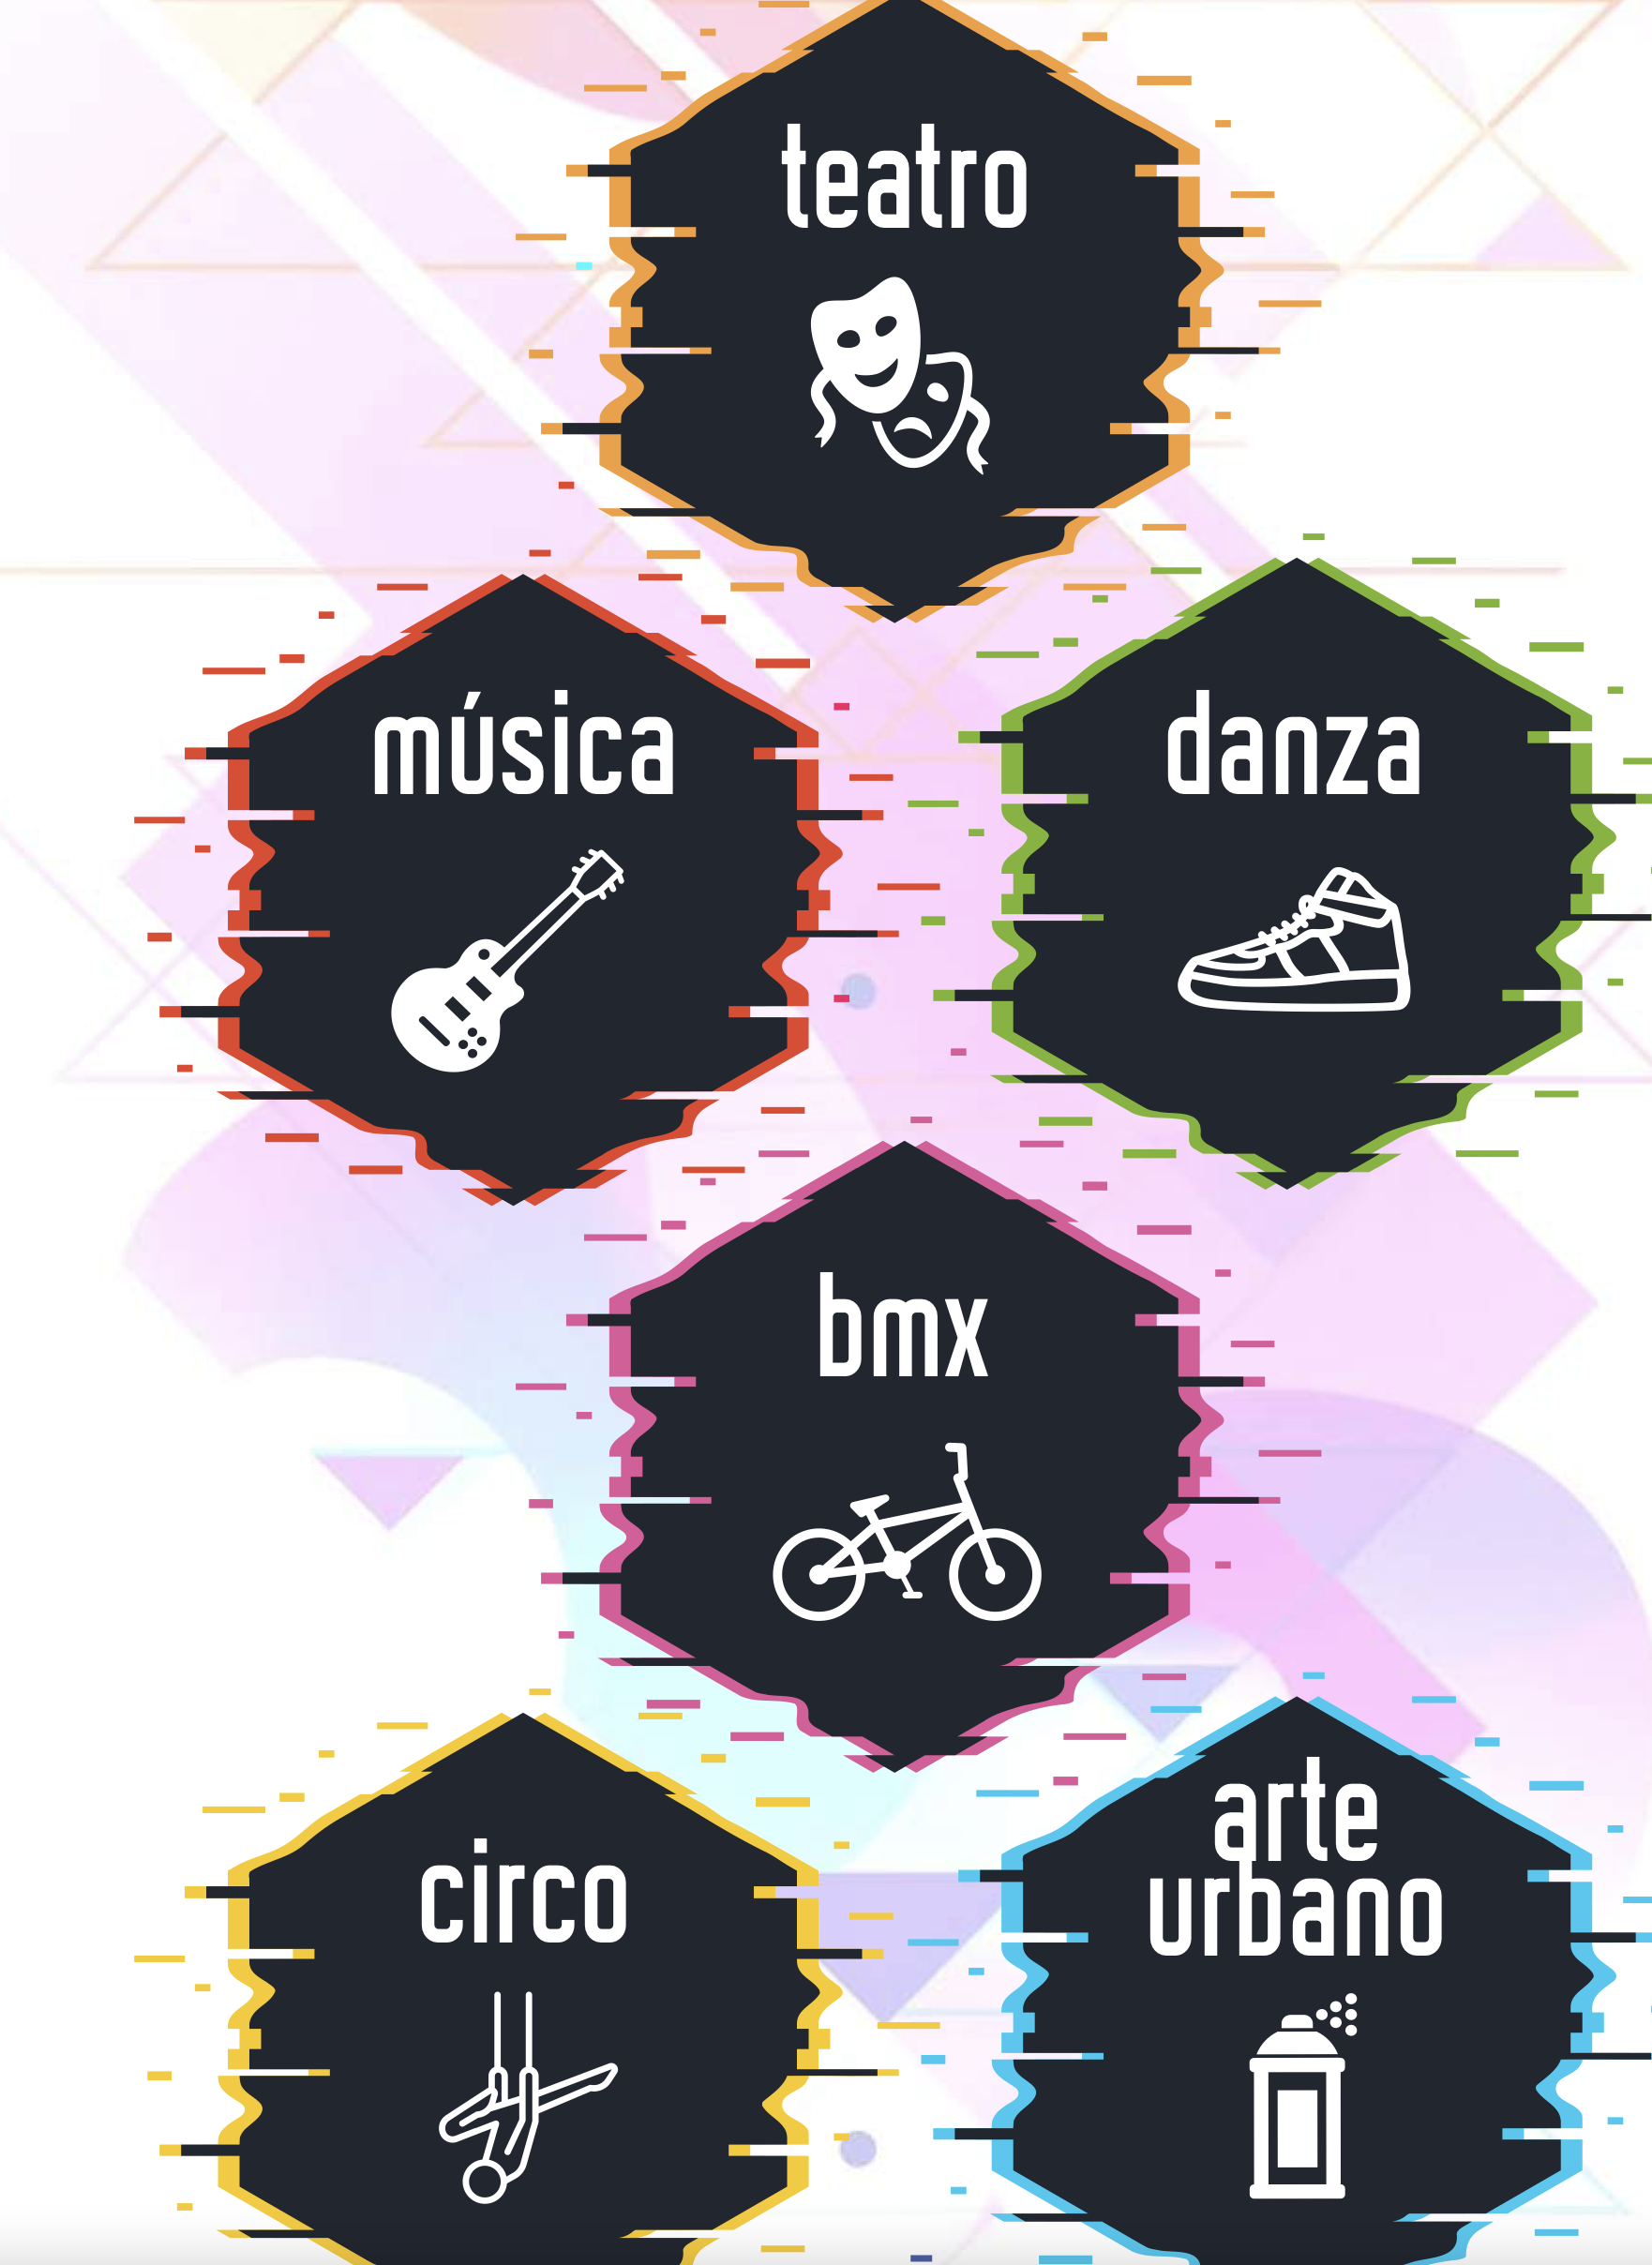 teatro
música
danza
bmx
circo
arte
urbano